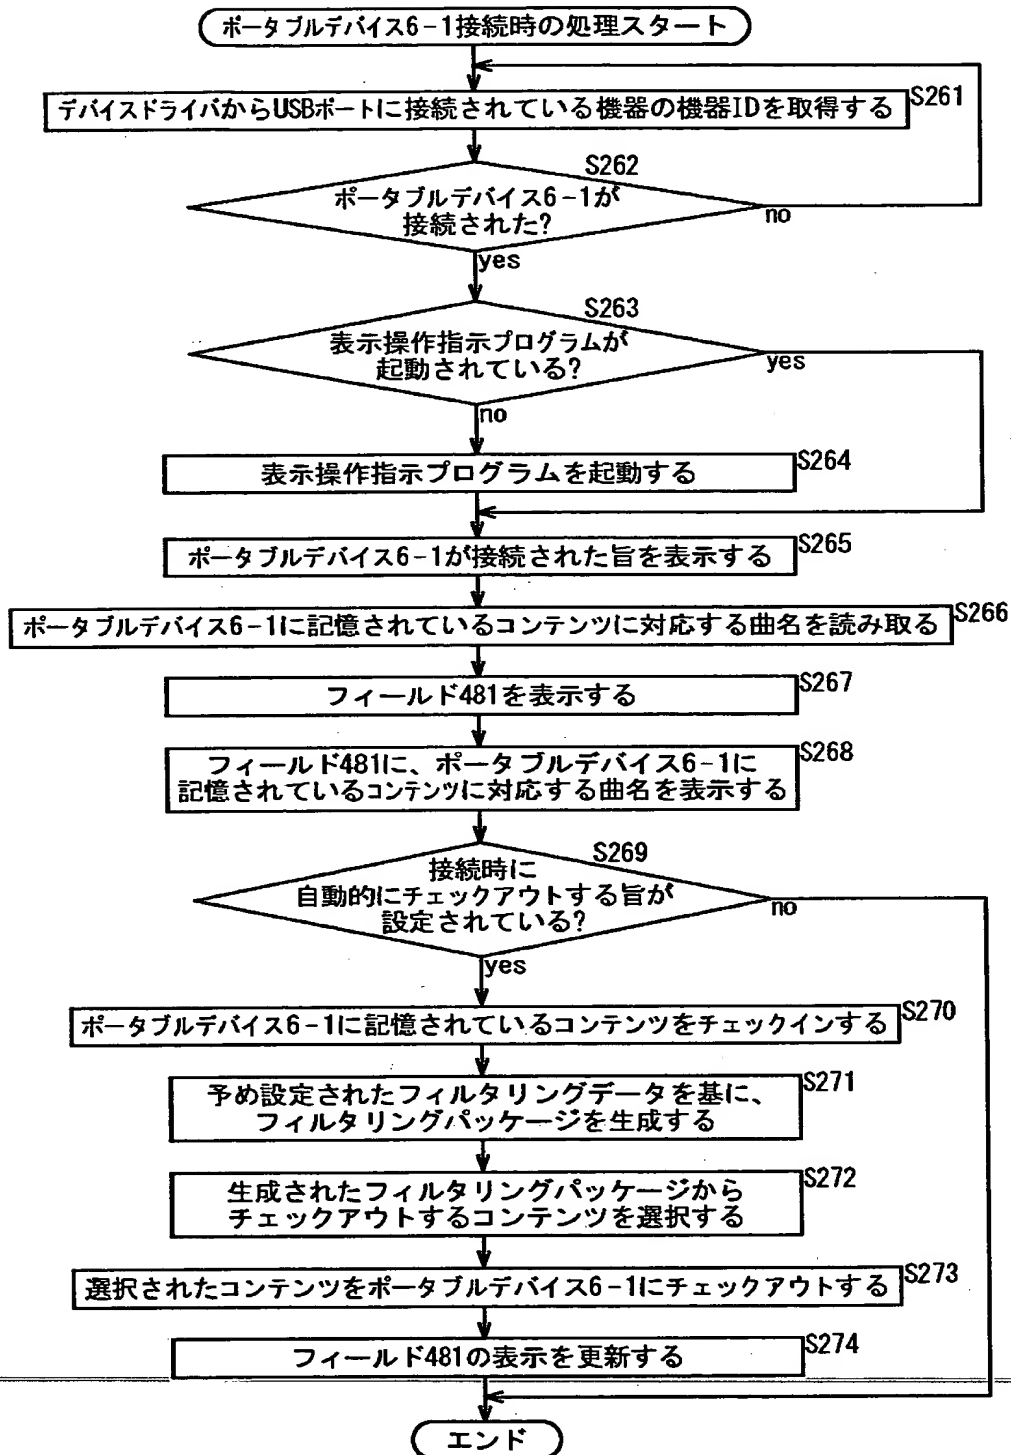 ポータブルデバイス6-1接続時の処理スタート
デバイスドライバからUSBポートに接続されている機器の機器IDを取得する
S261
S262
ポータブルデバイス6-1が
接続された?
no
yes
S263
表示操作指示プログラムが
起動されている?
yes
no
表示操作指示プログラムを起動する
S264
ポータブルデバイス6-1が接続された旨を表示する
S265
ポータブルデバイス6-1に記憶されているコンテンツに対応する曲名を読み取る
S266
フィールド481を表示する
S267
フィールド481に、ポータブルデバイス6-1に
記憶されているコンテンツに対応する曲名を表示する
S268
S269
接続時に
自動的にチェックアウトする旨が
設定されている?
no
yes
ポータブルデバイス6-1に記憶されているコンテンツをチェックインする
S270
予め設定されたフィルタリングデータを基に、
フィルタリングパッケージを生成する
S271
生成されたフィルタリングパッケージから
チェックアウトするコンテンツを選択する
S272
選択されたコンテンツをポータブルデバイス6-1にチェックアウトする
S273
フィールド481の表示を更新する
S274
エンド